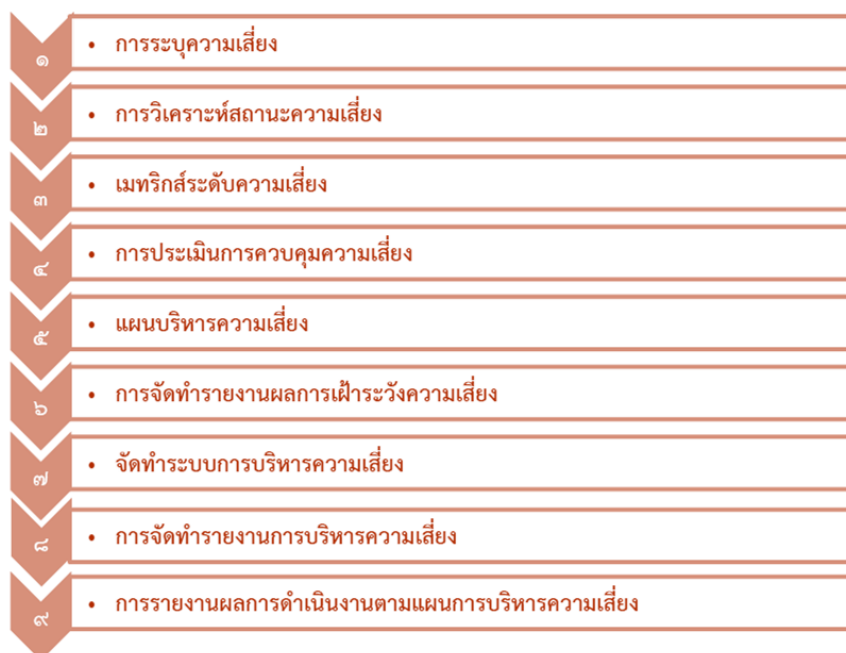 ๑
• การระบุความเสี่ยง
๒
• การวิเคราะห์สถานะความเสี่ยง
๓
• เมทริกส์ระดับความเสี่ยง
๔
• การประเมินการควบคุมความเสี่ยง
๕
• แผนบริหารความเสี่ยง
๖
• การจัดทำรายงานผลการเฝ้าระวังความเสี่ยง
๗
• จัดทำระบบการบริหารความเสี่ยง
๘
• การจัดทำรายงานการบริหารความเสี่ยง
๙
• การรายงานผลการดำเนินงานตามแผนการบริหารความเสี่ยง